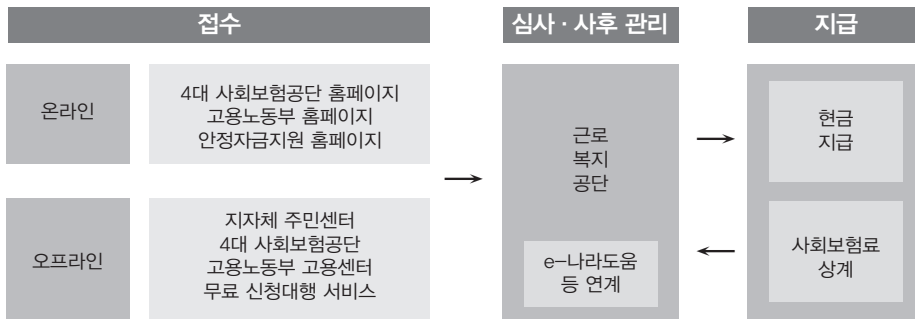 접수
온라인
4대 사회보험공단 홈페이지
고용노동부 홈페이지
안정자금지원 홈페이지
오프라인
지자체 주민센터
4대 사회보험공단
고용노동부 고용센터
무료 신청대행 서비스
심사 · 사후 관리
근로
복지
공단
e-나라도움
등 연계
지급
현금
지급
사회보험료
상계